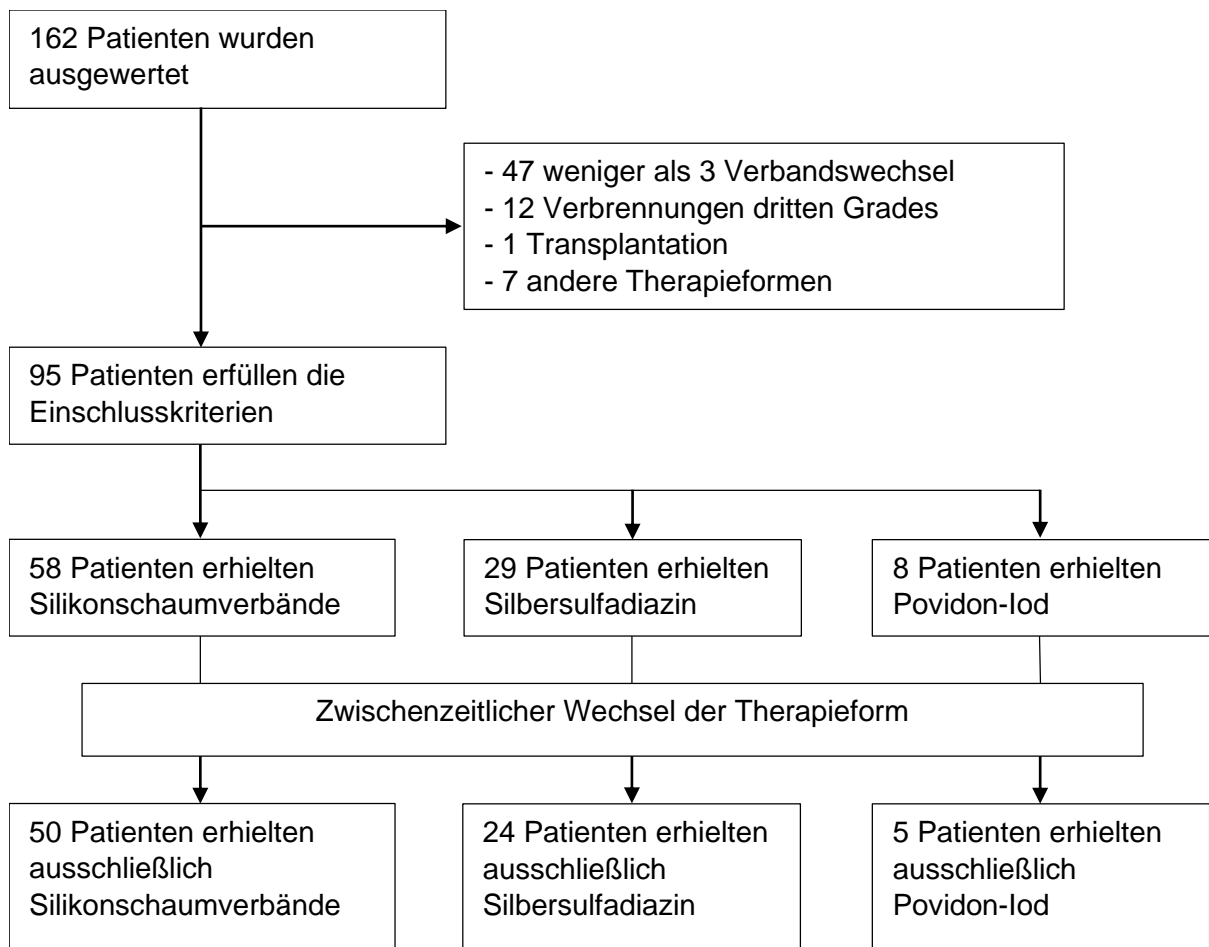 162 Patienten wurden
ausgewertet
- 47 weniger als 3 Verbandswechsel
- 12 Verbrennungen dritten Grades
- 1 Transplantation
- 7 andere Therapieformen
95 Patienten erfüllen die
Einschlusskriterien
58 Patienten erhielten
Silikonschaumverbände
29 Patienten erhielten
Silbersulfadiazin
8 Patienten erhielten
Povidon-Iod
Zwischenzeitlicher Wechsel der Therapieform
50 Patienten erhielten
ausschließlich
Silikonschaumverbände
24 Patienten erhielten
ausschließlich
Silbersulfadiazin
5 Patienten erhielten
ausschließlich
Povidon-Iod